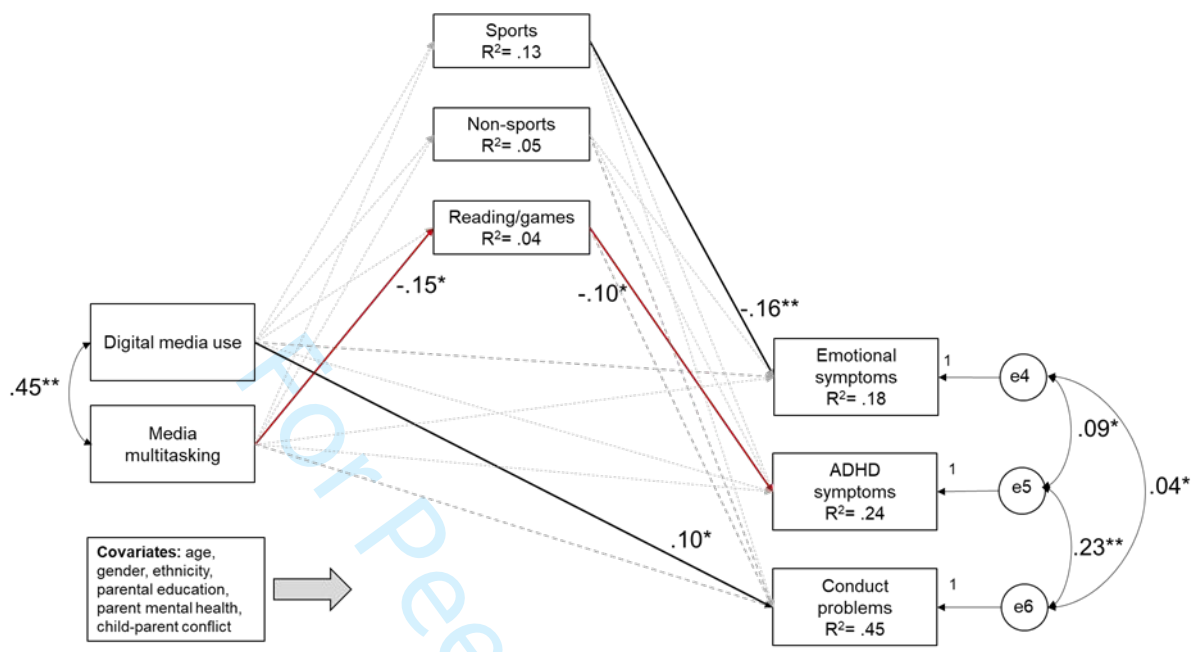 Sports
R²= .13
Non-sports
R²= .05
Reading/games
R²= .04
-.15*
-.10*
-.16**
Digital media use
.45**
Media
multitasking
Emotional
symptoms
R²= .18
1
e4
.09*
ADHD
symptoms
R²= .24
1
e5
.04*
.23**
.10*
Conduct
problems
R²= .45
1
e6
Covariates: age,
gender, ethnicity,
parental education,
parent mental health,
child-parent conflict
For Pee